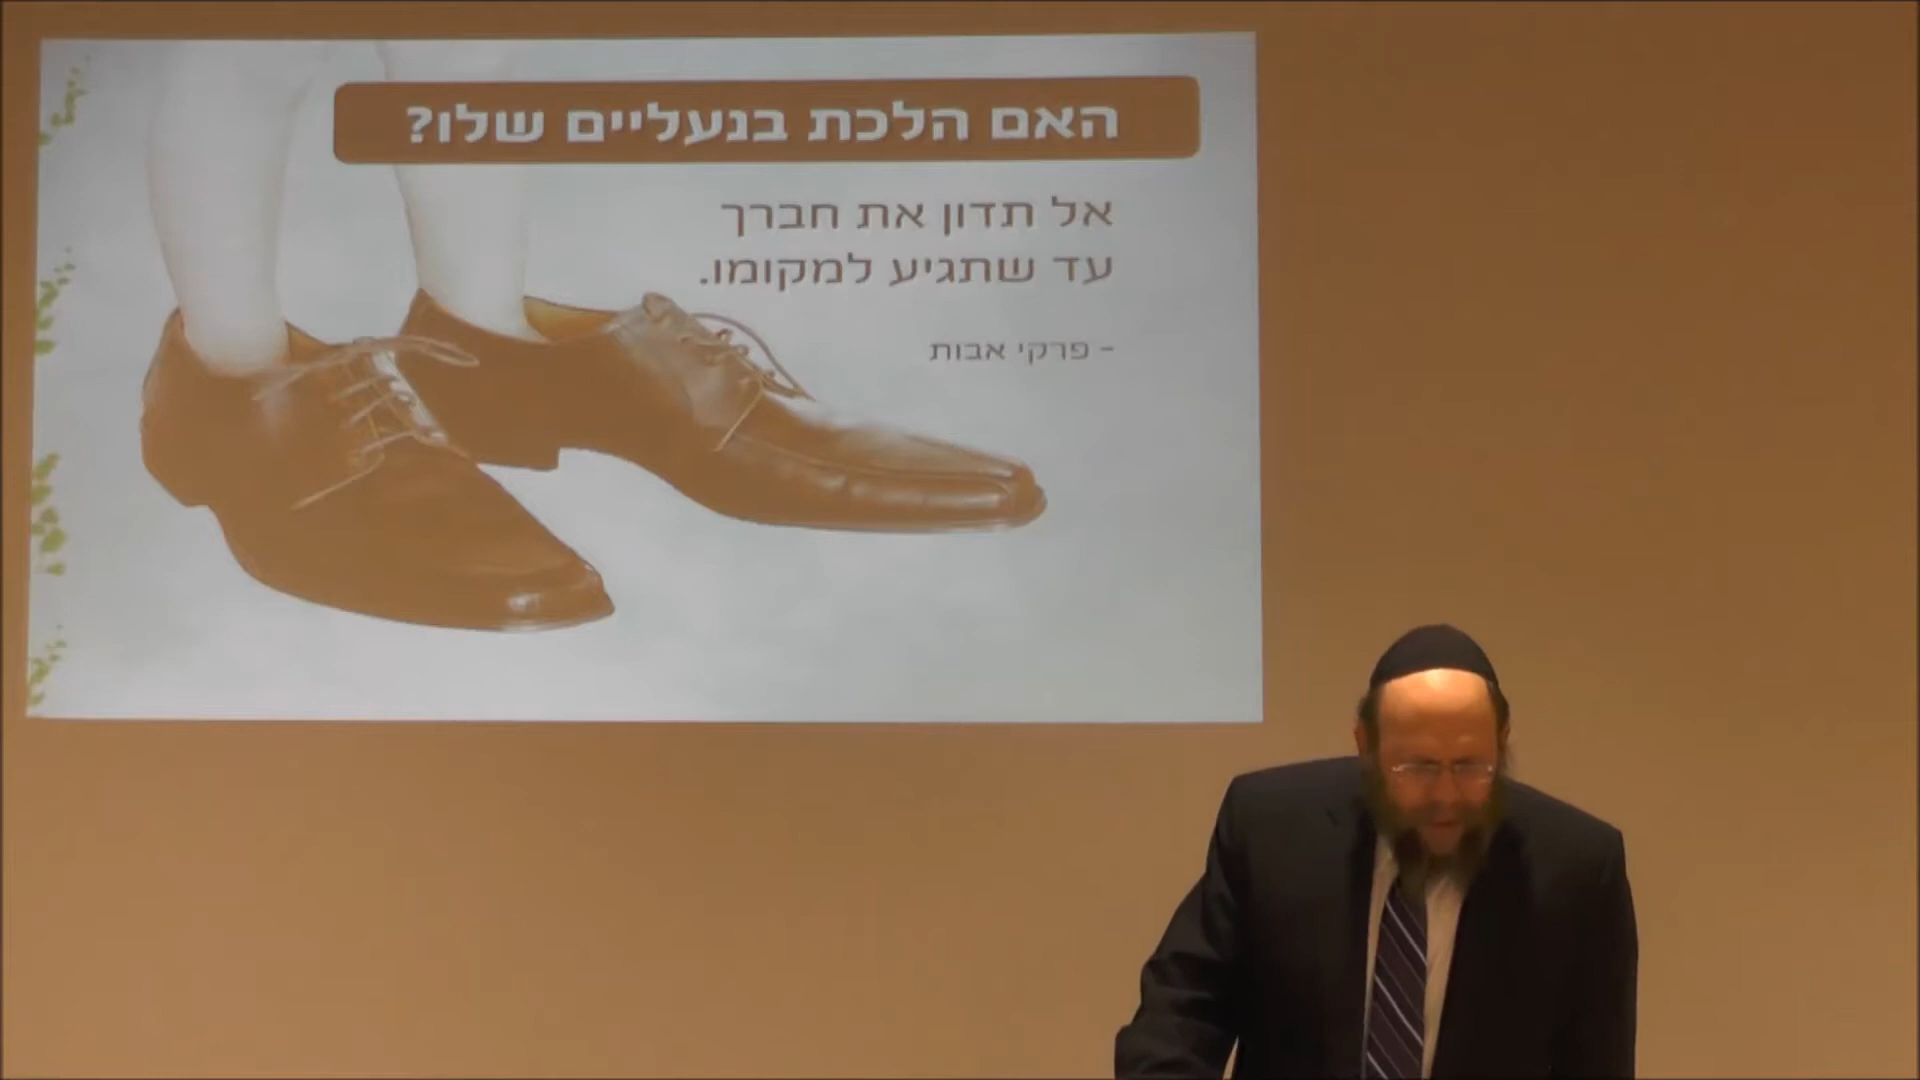 האם הלכת בנעליים שלו?
אל תדון את חברך
עד שתגיע למקומו.
- פרקי אבות